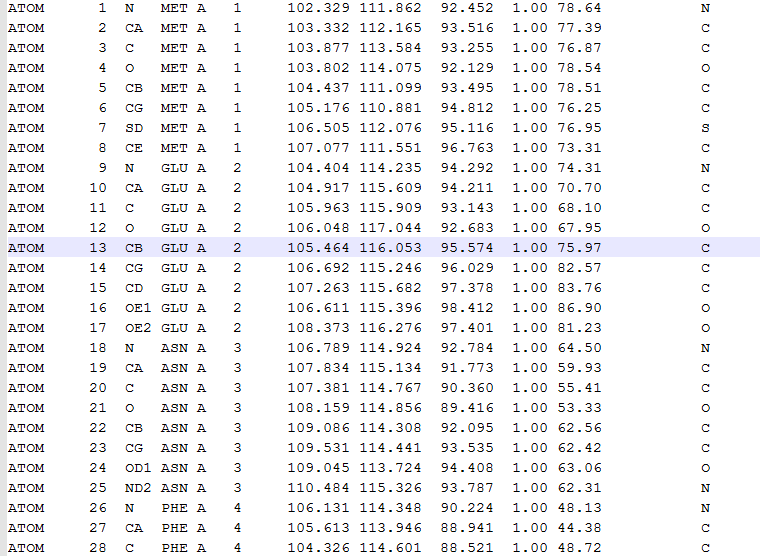 ATOM      1  N   MET A   1     102.329 111.862  92.452  1.00 78.64           N
ATOM      2  CA  MET A   1     103.332 112.165  93.516  1.00 77.39           C
ATOM      3  C   MET A   1     103.877 113.584  93.255  1.00 76.87           C
ATOM      4  O   MET A   1     103.802 114.075  92.129  1.00 78.54           O
ATOM      5  CB  MET A   1     104.437 111.099  93.495  1.00 78.51           C
ATOM      6  CG  MET A   1     105.176 110.881  94.812  1.00 76.25           C
ATOM      7  SD  MET A   1     106.505 112.076  95.116  1.00 76.95           S
ATOM      8  CE  MET A   1     107.077 111.551  96.763  1.00 73.31           C
ATOM      9  N   GLU A   2     104.404 114.235  94.292  1.00 74.31           N
ATOM     10  CA  GLU A   2     104.917 115.609  94.211  1.00 70.70           C
ATOM     11  C   GLU A   2     105.963 115.909  93.143  1.00 68.10           C
ATOM     12  O   GLU A   2     106.048 117.044  92.683  1.00 67.95           O
ATOM     13  CB  GLU A   2     105.464 116.053  95.574  1.00 75.97           C
ATOM     14  CG  GLU A   2     106.692 115.246  96.029  1.00 82.57           C
ATOM     15  CD  GLU A   2     107.263 115.682  97.378  1.00 83.76           C
ATOM     16  OE1 GLU A   2     106.611 115.396  98.412  1.00 86.90           O
ATOM     17  OE2 GLU A   2     108.373 116.276  97.401  1.00 81.23           O
ATOM     18  N   ASN A   3     106.789 114.924  92.784  1.00 64.50           N
ATOM     19  CA  ASN A   3     107.834 115.134  91.773  1.00 59.93           C
ATOM     20  C   ASN A   3     107.381 114.767  90.360  1.00 55.41           C
ATOM     21  O   ASN A   3     108.159 114.856  89.416  1.00 53.33           O
ATOM     22  CB  ASN A   3     109.086 114.308  92.095  1.00 62.56           C
ATOM     23  CG  ASN A   3     109.531 114.441  93.535  1.00 62.42           C
ATOM     24  OD1 ASN A   3     109.045 113.724  94.408  1.00 63.06           O
ATOM     25  ND2 ASN A   3     110.484 115.326  93.787  1.00 62.31           N
ATOM     26  N   PHE A   4     106.131 114.348  90.224  1.00 48.13           N
ATOM     27  CA  PHE A   4     105.613 113.946  88.941  1.00 44.38           C
ATOM     28  C   PHE A   4     104.326 114.601  88.521  1.00 48.72           C